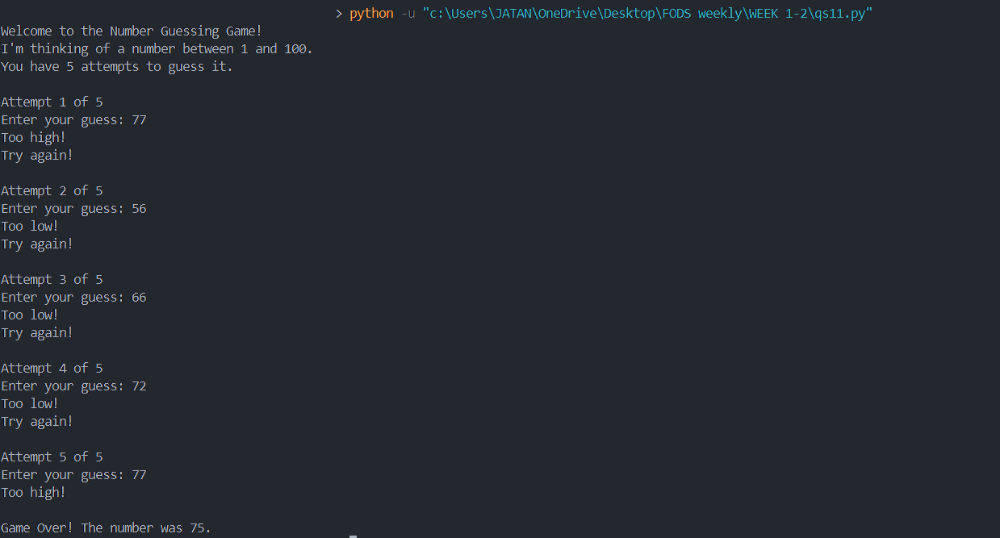 > python -u "c:\Users\JATAN\OneDrive\Desktop\FODS weekly\WEEK 1-2\qs11.py"
Welcome to the Number Guessing Game!
I'm thinking of a number between 1 and 100.
You have 5 attempts to guess it.

Attempt 1 of 5
Enter your guess: 77
Too high!
Try again!

Attempt 2 of 5
Enter your guess: 56
Too low!
Try again!

Attempt 3 of 5
Enter your guess: 66
Too low!
Try again!

Attempt 4 of 5
Enter your guess: 72
Too low!
Try again!

Attempt 5 of 5
Enter your guess: 77
Too high!

Game Over! The number was 75.